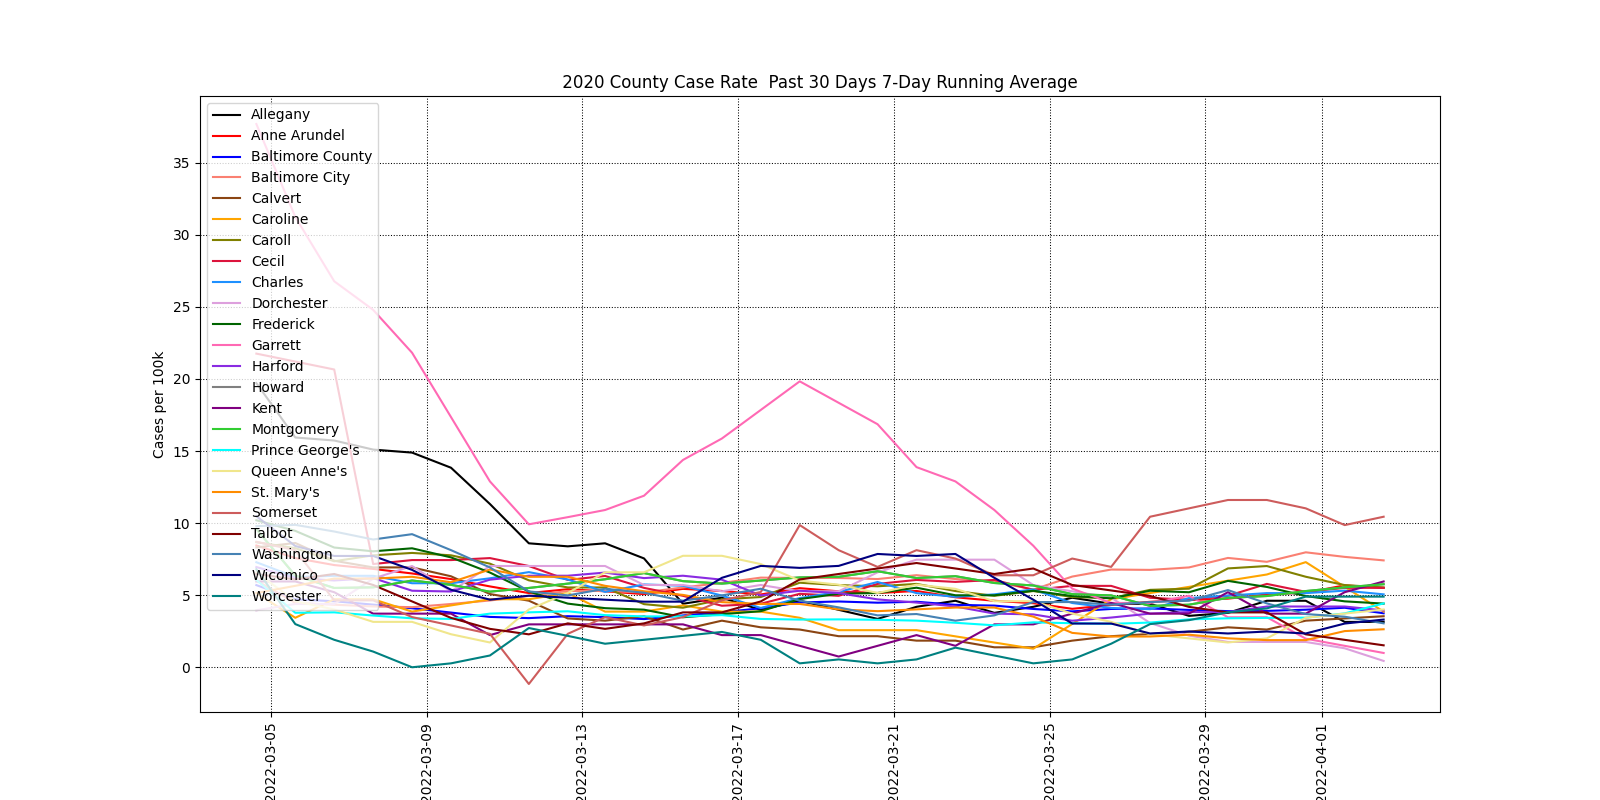 2020 County Case Rate  Past 30 Days 7-Day Running Average
Cases per 100k
35
30
25
20
15
10
5
0
Allegany
Anne Arundel
Baltimore County
Baltimore City
Calvert
Caroline
Caroll
Cecil
Charles
Dorchester
Frederick
Garrett
Harford
Howard
Kent
Montgomery
Prince George's
Queen Anne's
St. Mary's
Somerset
Talbot
Washington
Wicomico
Worcester
2022-03-05
2022-03-09
2022-03-13
2022-03-17
2022-03-21
2022-03-25
2022-03-29
2022-04-01